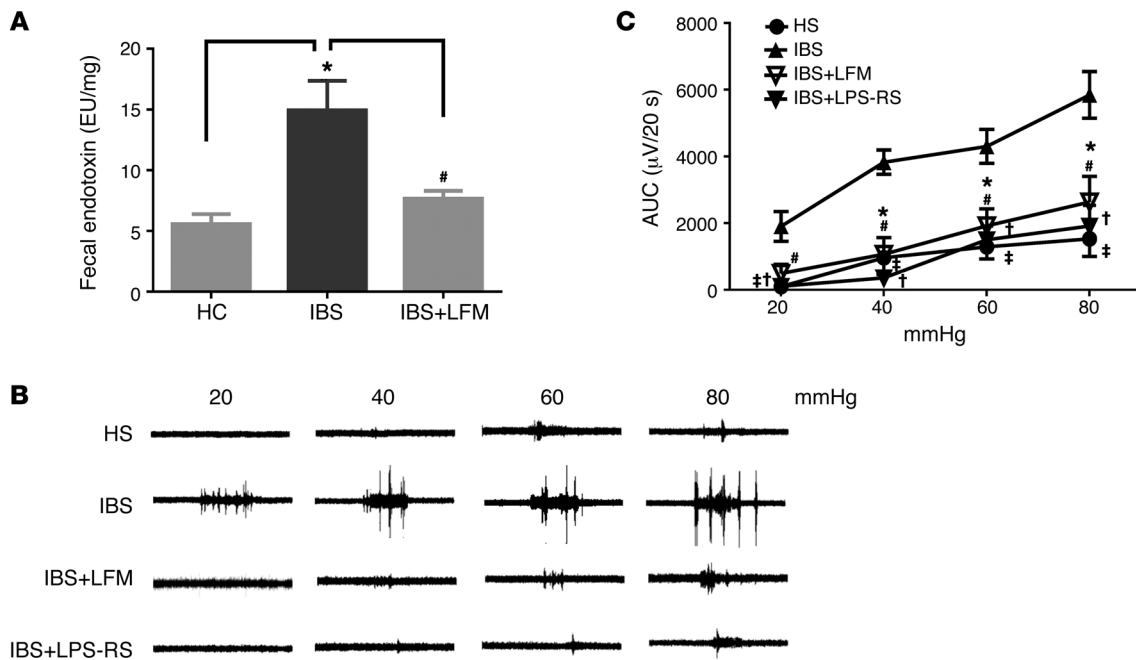 A
Fecal endotoxin (EU/mg)
20
15
10
5
0
*
#
HC
IBS
IBS+LFM
C
HS
IBS
IBS+LFM
IBS+LPS-RS
AUC (μV/20 s)
8000
6000
4000
2000
0
*
#
*
#
*
#
#
‡†
‡
†
†
‡
†
‡
20
40
60
80
mmHg
B
20
40
60
80
mmHg
HS
IBS
IBS+LFM
IBS+LPS-RS